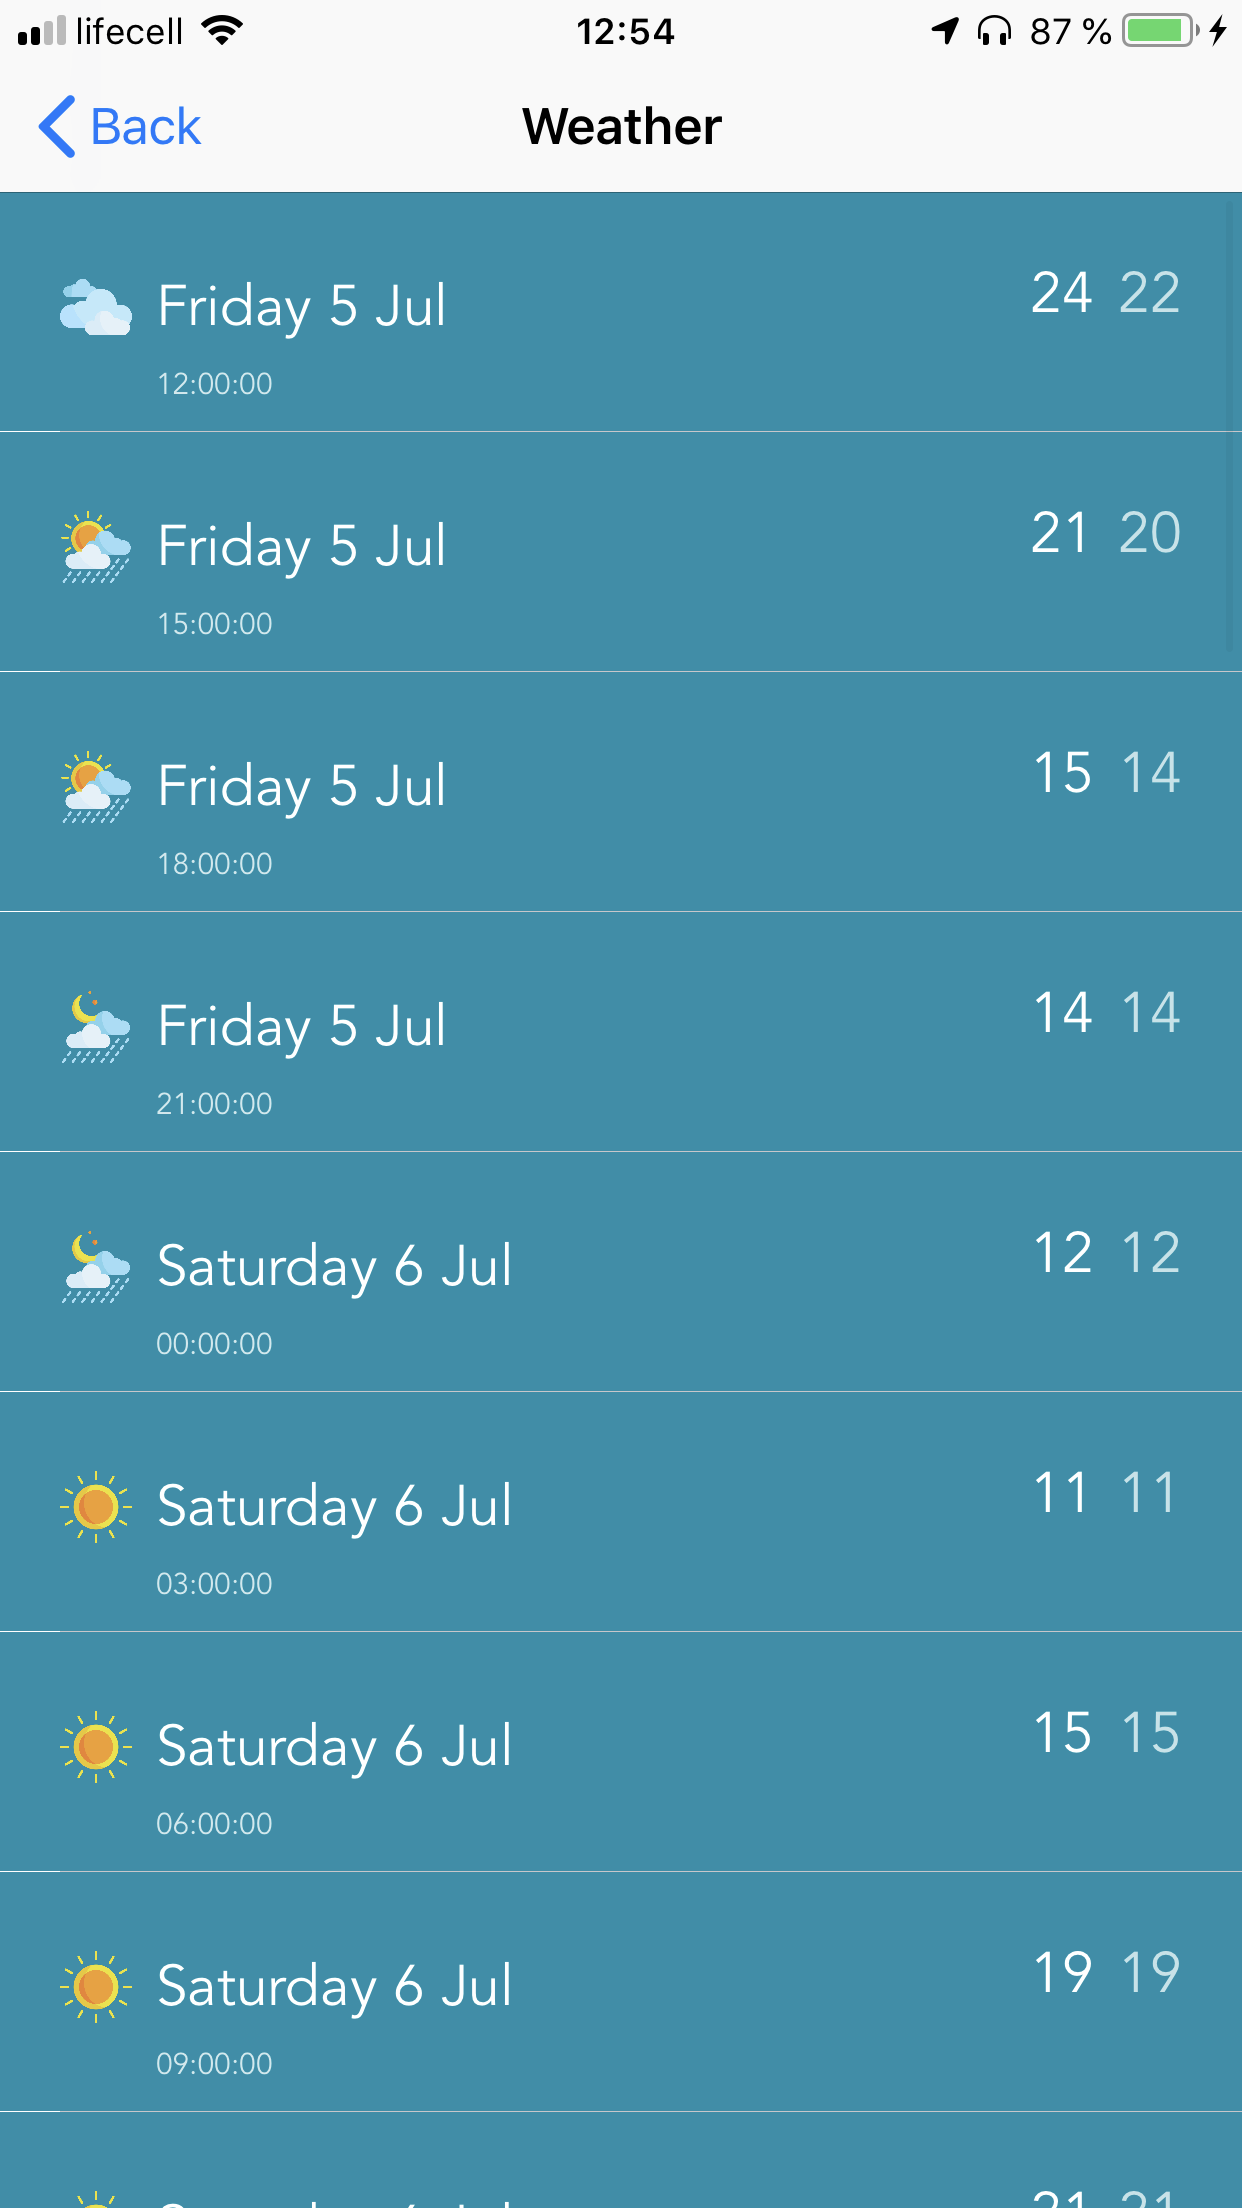 lifecell 12:54 87 %
Back Weather
Friday 5 Jul 24 22
12:00:00
Friday 5 Jul 21 20
15:00:00
Friday 5 Jul 15 14
18:00:00
Friday 5 Jul 14 14
21:00:00
Saturday 6 Jul 12 12
00:00:00
Saturday 6 Jul 11 11
03:00:00
Saturday 6 Jul 15 15
06:00:00
Saturday 6 Jul 19 19
09:00:00